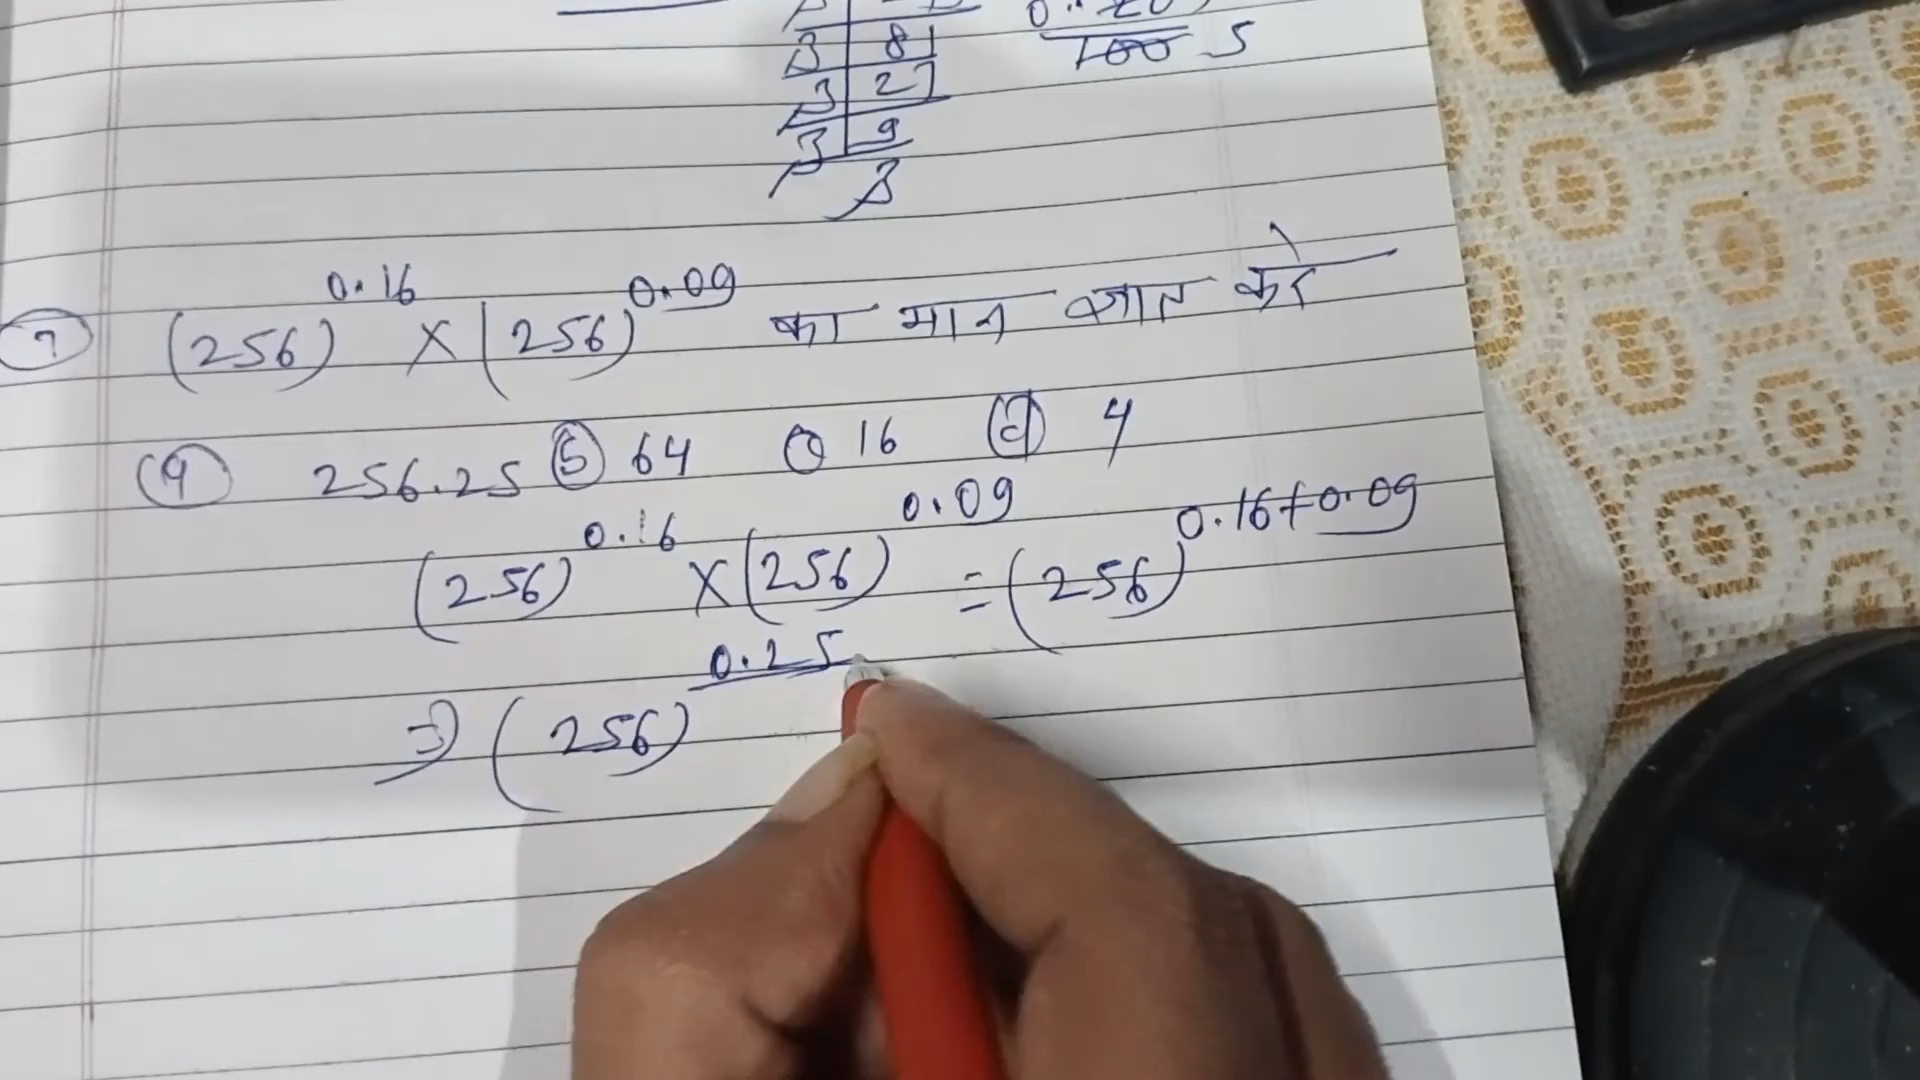 3 | 81
3 | 27
3 | 9
3
100 5
7 (256)^0.16 × (256)^0.09 का मान ज्ञात करे
(a) 256.25 (b) 64 (c) 16 (d) 4
(256)^0.16 × (256)^0.09 = (256)^0.16+0.09
⇒ (256)^0.25